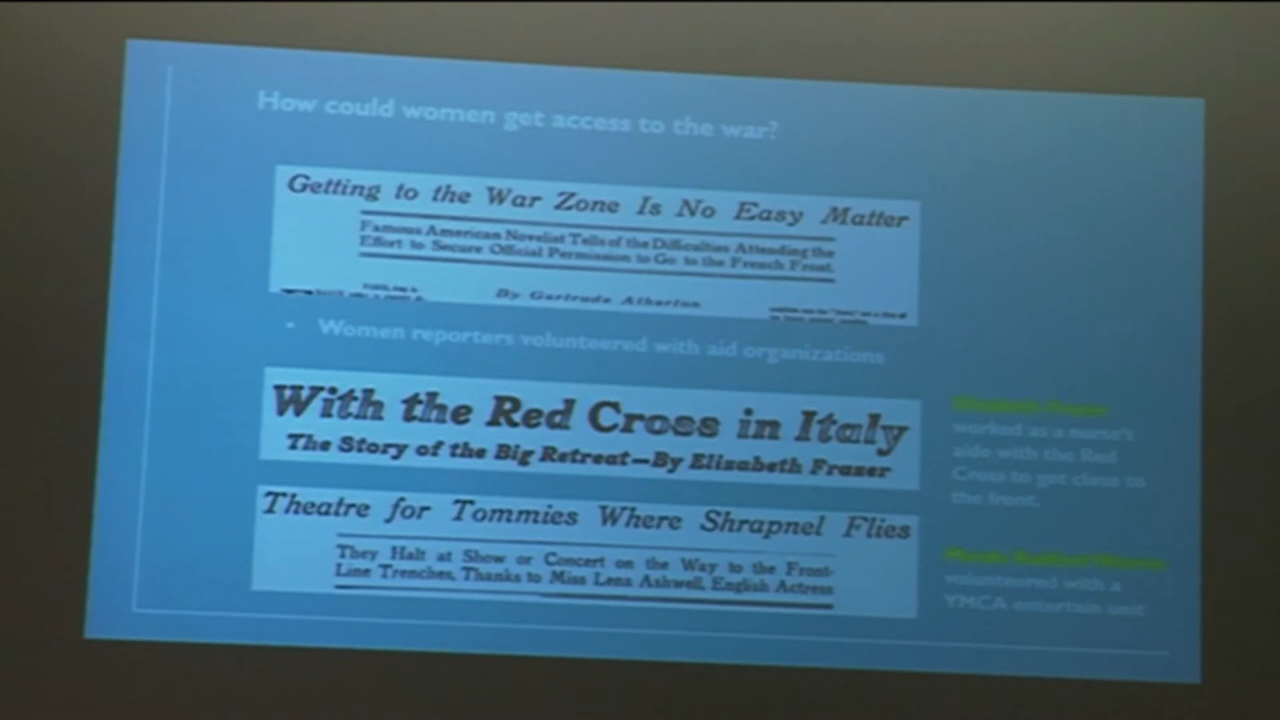 How could women get access to the war?
Getting to the War Zone Is No Easy Matter
Famous American Novelist Tells of the Difficulties Attending the
Effort to Secure Official Permission to Go to the French Front.
By Gertrude Atherton
• Women reporters volunteered with aid organizations
With the Red Cross in Italy
The Story of the Big Retreat—By Elizabeth Frazer
Elizabeth Frazer
worked as a nurse's
aide with the Red
Cross to get close to
the front.
Theatre for Tommies Where Shrapnel Flies
They Halt at Show or Concert on the Way to the Front-
Line Trenches, Thanks to Miss Lena Ashwell, English Actress
volunteered with a
YMCA entertain unit